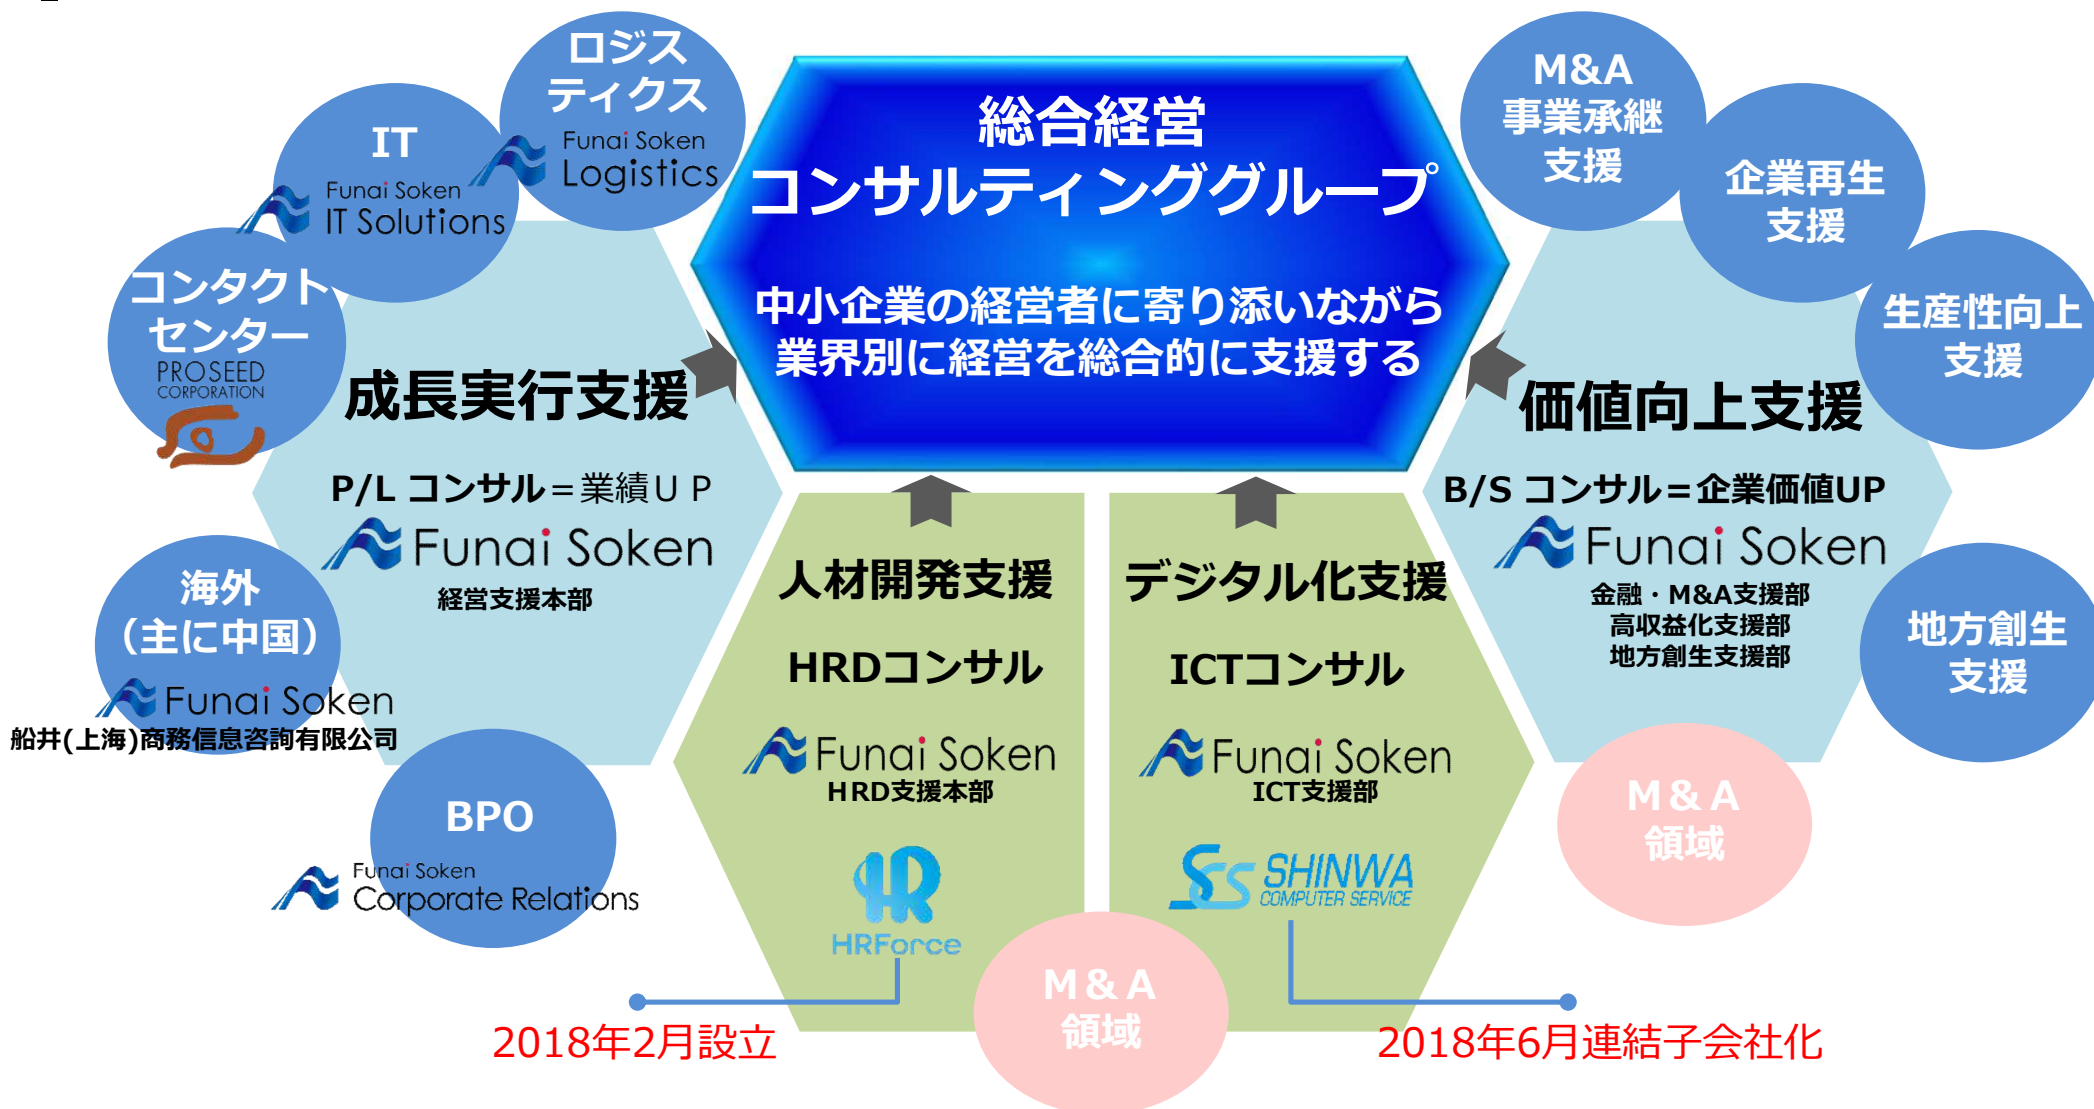 ロジス
ティクス
Funai Soken
Logistics
IT
Funai Soken
IT Solutions
コンタクト
センター
PROSEED
CORPORATION
総合経営
コンサルティンググループ
中小企業の経営者に寄り添いながら
業界別に経営を総合的に支援する
M&A
事業承継
支援
企業再生
支援
生産性向上
支援
成長実行支援
P/L コンサル＝業績ＵＰ
Funai Soken
経営支援本部
価値向上支援
B/S コンサル＝企業価値UP
Funai Soken
金融・M&A支援部
高収益化支援部
地方創生支援部
海外
（主に中国）
Funai Soken
船井(上海)商務信息咨詢有限公司
BPO
Funai Soken
Corporate Relations
人材開発支援
HRDコンサル
Funai Soken
HRD支援本部
HR
HRForce
2018年2月設立
デジタル化支援
ICTコンサル
Funai Soken
ICT支援部
SCS SHINWA
COMPUTER SERVICE
2018年6月連結子会社化
地方創生
支援
Ｍ＆Ａ
領域
Ｍ＆Ａ
領域